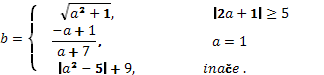 b = { √(a² + 1), |2a + 1| ≥ 5
(−a + 1)/(a + 7), a = 1
|a² − 5| + 9, inače .